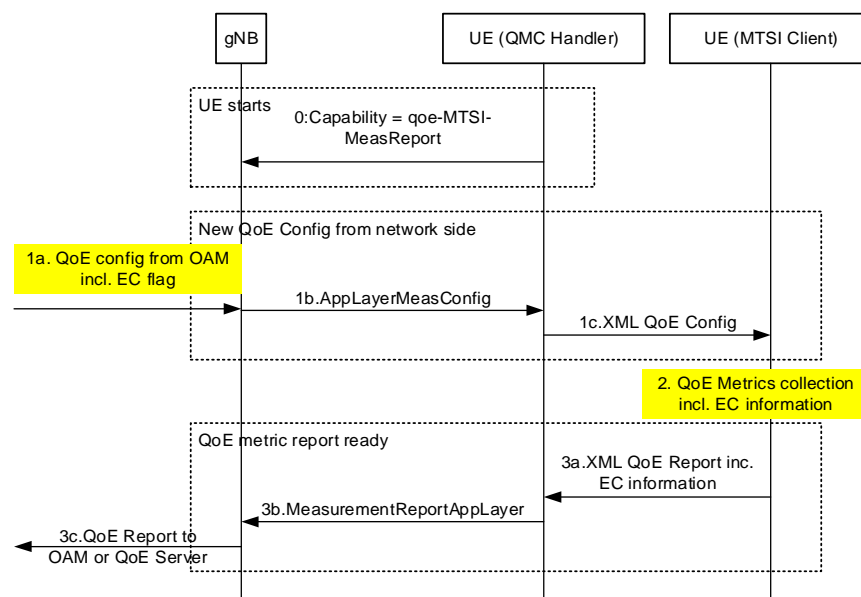 gNB
UE (QMC Handler)
UE (MTSI Client)
UE starts
0:Capability = qoe-MTSI-
MeasReport
New QoE Config from network side
1a. QoE config from OAM
incl. EC flag
1b.AppLayerMeasConfig
1c.XML QoE Config
2. QoE Metrics collection
incl. EC information
QoE metric report ready
3a.XML QoE Report inc.
EC information
3b.MeasurementReportAppLayer
3c.QoE Report to
OAM or QoE Server